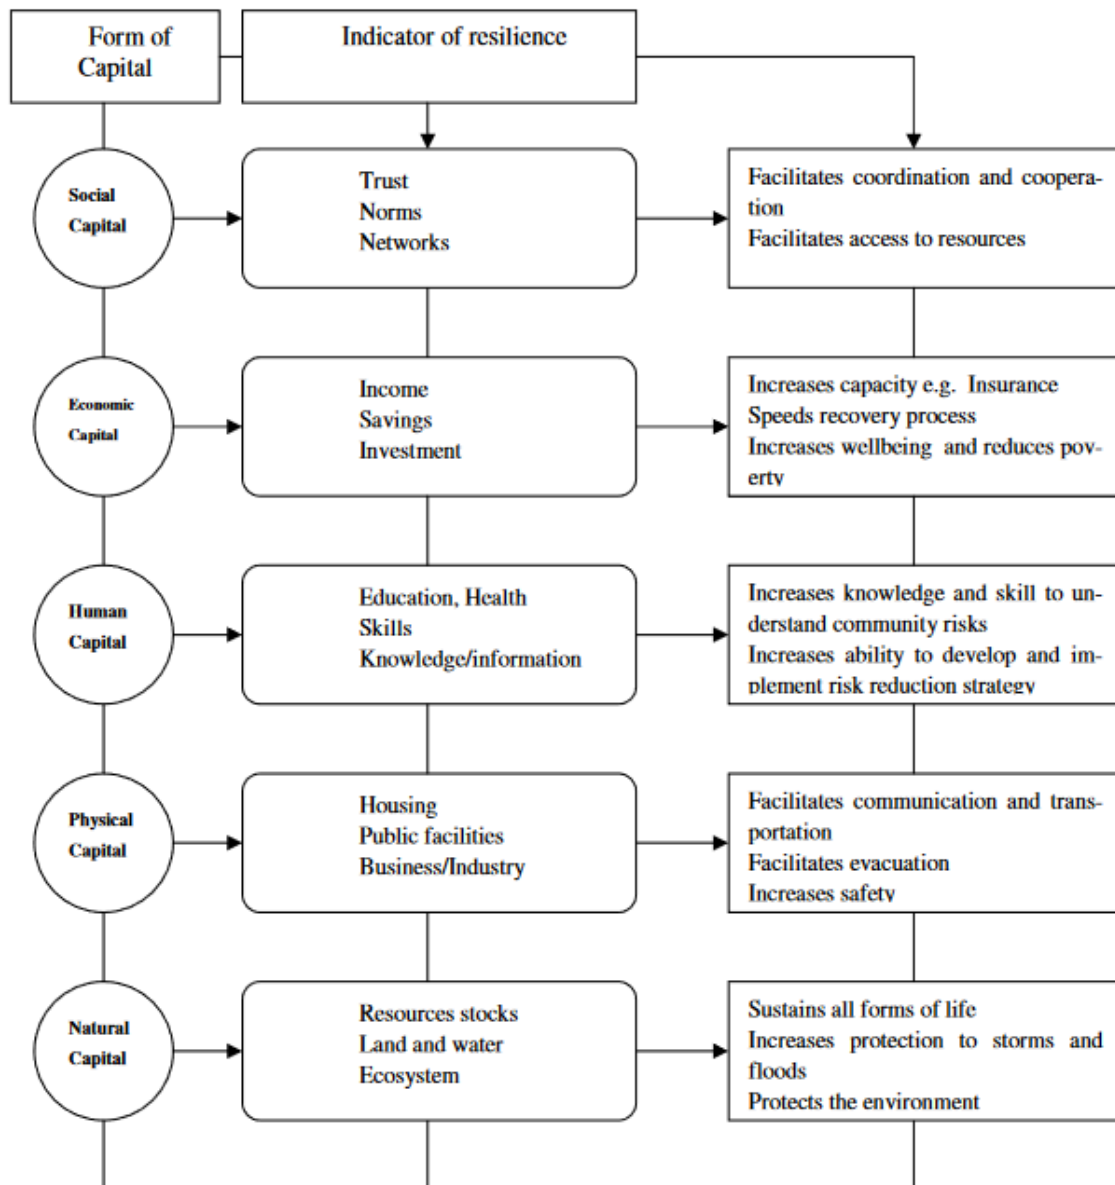 Form of
Capital
Indicator of resilience
Social
Capital
Trust
Norms
Networks
Facilitates coordination and coopera-
tion
Facilitates access to resources
Economic
Capital
Income
Savings
Investment
Increases capacity e.g. Insurance
Speeds recovery process
Increases wellbeing and reduces pov-
erty
Human
Capital
Education, Health
Skills
Knowledge/information
Increases knowledge and skill to un-
derstand community risks
Increases ability to develop and im-
plement risk reduction strategy
Physical
Capital
Housing
Public facilities
Business/Industry
Facilitates communication and trans-
portation
Facilitates evacuation
Increases safety
Natural
Capital
Resources stocks
Land and water
Ecosystem
Sustains all forms of life
Increases protection to storms and
floods
Protects the environment